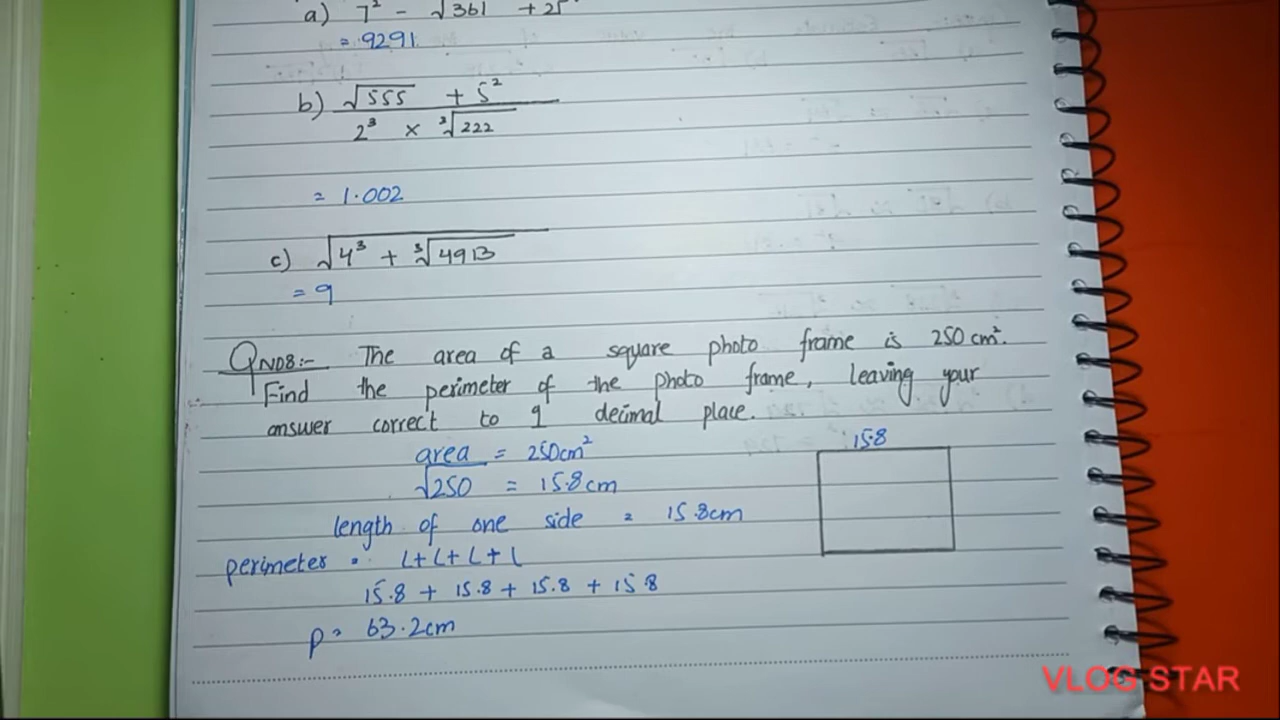 a) 7² - √361 + 25
= 9291
b) √555 + 5²
2³ × ³√222
= 1.002
c) √4³ + ³√4913
= 9
QNO8:- The area of a square photo frame is 250 cm².
Find the perimeter of the photo frame, leaving your
answer correct to 1 decimal place.
15.8
area = 250cm²
√250 = 15.8cm
length of one side = 15.8cm
perimeter = L+L+L+L
15.8 + 15.8 + 15.8 + 15.8
P= 63.2cm
VLOG STAR